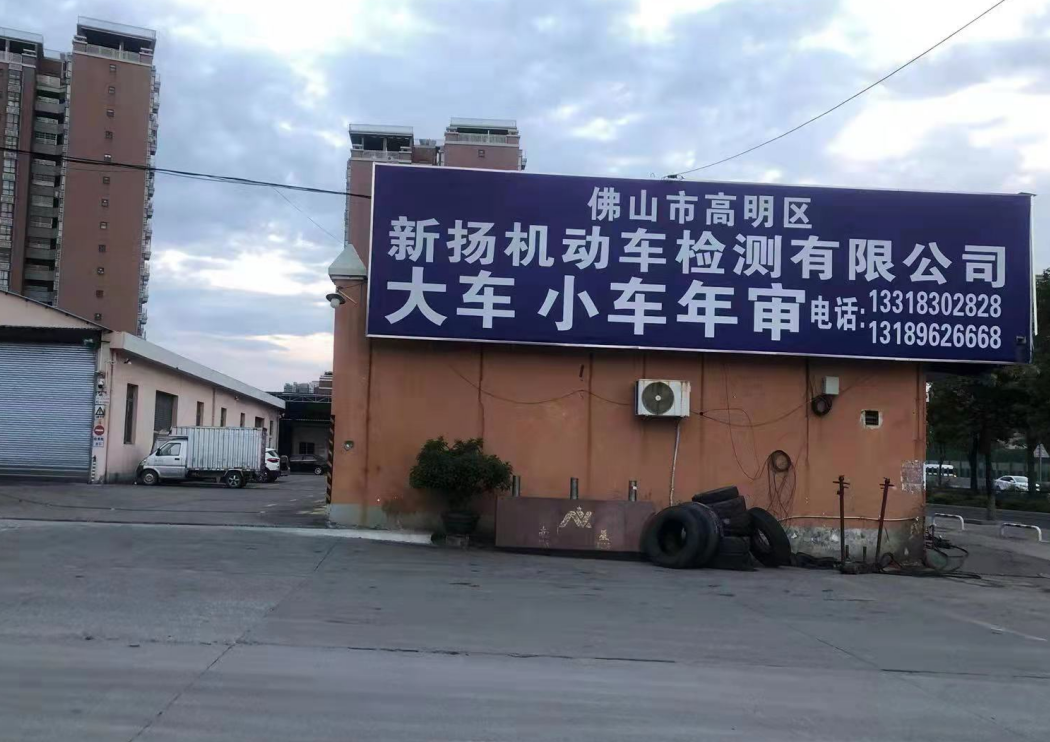 佛山市高明区
新扬机动车检测有限公司
大车 小车年审
电话:
13318302828
13189626668